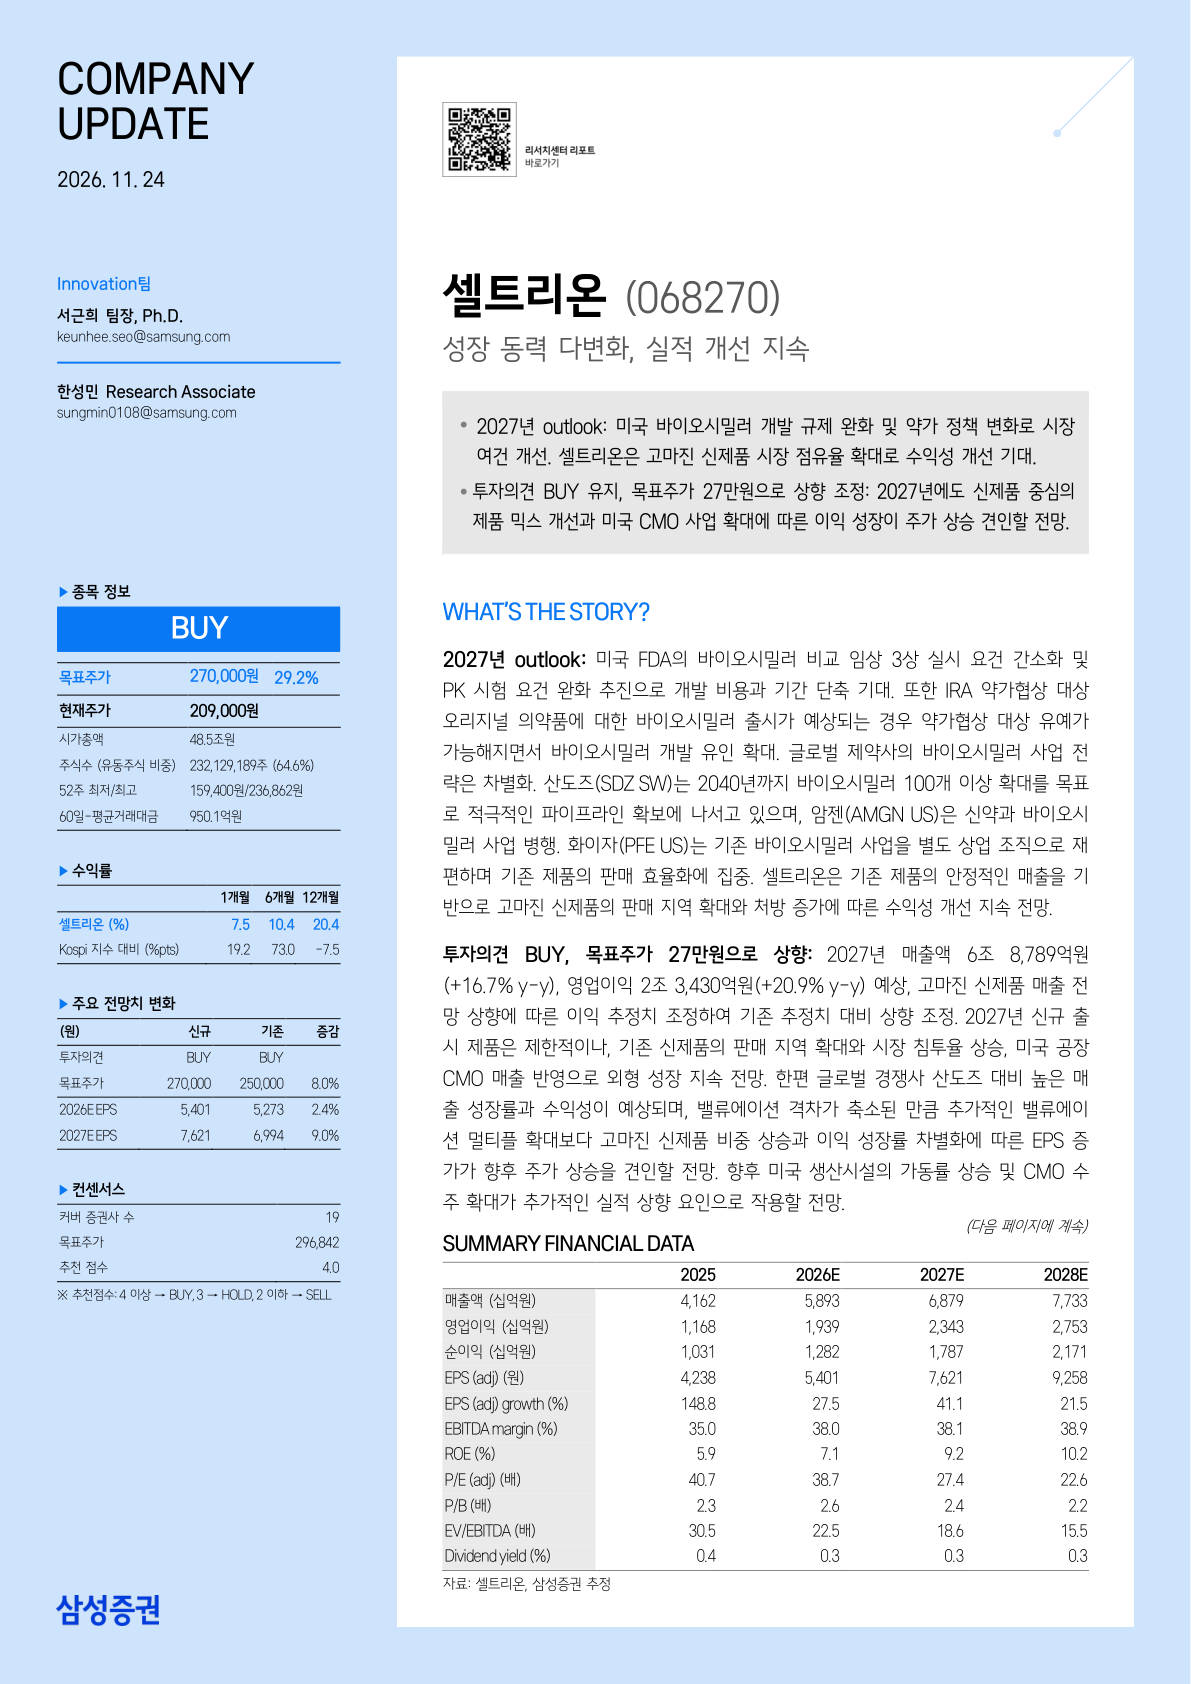 COMPANY
UPDATE
2026. 11. 24
Innovation팀
서근희 팀장, Ph.D.
keunhee.seo@samsung.com
한성민 Research Associate
sungmin0108@samsung.com
▶ 종목 정보
BUY
목표주가 270,000원 29.2%
현재주가 209,000원
시가총액 48.5조원
주식수 (유동주식 비중) 232,129,189주 (64.6%)
52주 최저/최고 159,400원/236,862원
60일-평균거래대금 950.1억원
▶ 수익률
1개월 6개월 12개월
셀트리온 (%) 7.5 10.4 20.4
Kospi 지수 대비 (%pts) 19.2 73.0 -7.5
▶ 주요 전망치 변화
(원) 신규 기존 증감
투자의견 BUY BUY
목표주가 270,000 250,000 8.0%
2026E EPS 5,401 5,273 2.4%
2027E EPS 7,621 6,994 9.0%
▶ 컨센서스
커버 증권사 수 19
목표주가 296,842
추천 점수 4.0
※ 추천점수: 4 이상 → BUY, 3 → HOLD, 2 이하 → SELL
삼성증권
리서치센터 리포트
바로가기
셀트리온 (068270)
성장 동력 다변화, 실적 개선 지속
• 2027년 outlook: 미국 바이오시밀러 개발 규제 완화 및 약가 정책 변화로 시장
여건 개선. 셀트리온은 고마진 신제품 시장 점유율 확대로 수익성 개선 기대.
• 투자의견 BUY 유지, 목표주가 27만원으로 상향 조정: 2027년에도 신제품 중심의
제품 믹스 개선과 미국 CMO 사업 확대에 따른 이익 성장이 주가 상승 견인할 전망.
WHAT'S THE STORY?
2027년 outlook: 미국 FDA의 바이오시밀러 비교 임상 3상 실시 요건 간소화 및
PK 시험 요건 완화 추진으로 개발 비용과 기간 단축 기대. 또한 IRA 약가협상 대상
오리지널 의약품에 대한 바이오시밀러 출시가 예상되는 경우 약가협상 대상 유예가
가능해지면서 바이오시밀러 개발 유인 확대. 글로벌 제약사의 바이오시밀러 사업 전
략은 차별화. 산도즈(SDZ SW)는 2040년까지 바이오시밀러 100개 이상 확대를 목표
로 적극적인 파이프라인 확보에 나서고 있으며, 암젠(AMGN US)은 신약과 바이오시
밀러 사업 병행. 화이자(PFE US)는 기존 바이오시밀러 사업을 별도 상업 조직으로 재
편하며 기존 제품의 판매 효율화에 집중. 셀트리온은 기존 제품의 안정적인 매출을 기
반으로 고마진 신제품의 판매 지역 확대와 처방 증가에 따른 수익성 개선 지속 전망.
투자의견 BUY, 목표주가 27만원으로 상향: 2027년 매출액 6조 8,789억원
(+16.7% y-y), 영업이익 2조 3,430억원(+20.9% y-y) 예상, 고마진 신제품 매출 전
망 상향에 따른 이익 추정치 조정하여 기존 추정치 대비 상향 조정. 2027년 신규 출
시 제품은 제한적이나, 기존 신제품의 판매 지역 확대와 시장 침투율 상승, 미국 공장
CMO 매출 반영으로 외형 성장 지속 전망. 한편 글로벌 경쟁사 산도즈 대비 높은 매
출 성장률과 수익성이 예상되며, 밸류에이션 격차가 축소된 만큼 추가적인 밸류에이
션 멀티플 확대보다 고마진 신제품 비중 상승과 이익 성장률 차별화에 따른 EPS 증
가가 향후 주가 상승을 견인할 전망. 향후 미국 생산시설의 가동률 상승 및 CMO 수
주 확대가 추가적인 실적 상향 요인으로 작용할 전망.
(다음 페이지에 계속)
SUMMARY FINANCIAL DATA
2025 2026E 2027E 2028E
매출액 (십억원) 4,162 5,893 6,879 7,733
영업이익 (십억원) 1,168 1,939 2,343 2,753
순이익 (십억원) 1,031 1,282 1,787 2,171
EPS (adj) (원) 4,238 5,401 7,621 9,258
EPS (adj) growth (%) 148.8 27.5 41.1 21.5
EBITDA margin (%) 35.0 38.0 38.1 38.9
ROE (%) 5.9 7.1 9.2 10.2
P/E (adj) (배) 40.7 38.7 27.4 22.6
P/B (배) 2.3 2.6 2.4 2.2
EV/EBITDA (배) 30.5 22.5 18.6 15.5
Dividend yield (%) 0.4 0.3 0.3 0.3
자료: 셀트리온, 삼성증권 추정